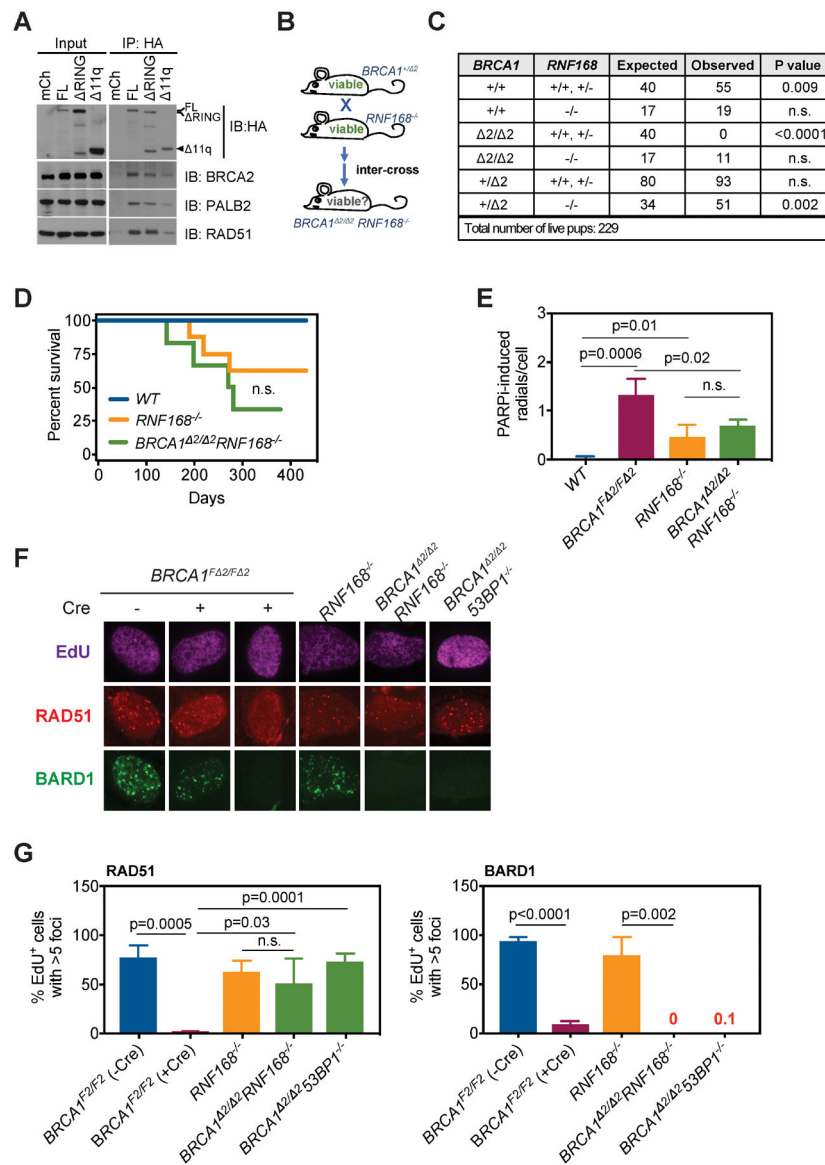 A
Input
IP: HA
mCh
FL
ΔRING
Δ11q
mCh
FL
ΔRING
Δ11q
FL
ΔRING
IB:HA
Δ11q
IB: BRCA2
IB: PALB2
IB: RAD51
B
BRCA1+/Δ2
viable
X
RNF168-/-
viable
inter-cross
viable?
BRCA1Δ2/Δ2 RNF168-/-
C
BRCA1 RNF168 Expected Observed P value
+/+ +/+, +/- 40 55 0.009
+/+ -/- 17 19 n.s.
Δ2/Δ2 +/+, +/- 40 0 <0.0001
Δ2/Δ2 -/- 17 11 n.s.
+/Δ2 +/+, +/- 80 93 n.s.
+/Δ2 -/- 34 51 0.002
Total number of live pups: 229
D
Percent survival
100
75
50
25
0
n.s.
WT
RNF168-/-
BRCA1Δ2/Δ2RNF168-/-
0 100 200 300 400
Days
E
PARPi-induced
radials/cell
3
2
1
0
p=0.01
p=0.0006
p=0.02
n.s.
WT
BRCA1FΔ2/FΔ2
RNF168-/-
BRCA1Δ2/Δ2
RNF168-/-
F
BRCA1FΔ2/FΔ2
RNF168-/-
BRCA1Δ2/Δ2
RNF168-/-
BRCA1Δ2/Δ2
53BP1-/-
Cre - + +
EdU
RAD51
BARD1
G
RAD51
% EdU+ cells
with >5 foci
150
100
50
0
p=0.0001
p=0.0005
p=0.03
n.s.
BRCA1F2/F2 (-Cre)
BRCA1F2/F2 (+Cre)
RNF168-/-
BRCA1Δ2/Δ2RNF168-/-
BRCA1Δ2/Δ253BP1-/-
BARD1
% EdU+ cells
with >5 foci
150
100
50
0
p<0.0001
p=0.002
0
0.1
BRCA1F2/F2 (-Cre)
BRCA1F2/F2 (+Cre)
RNF168-/-
BRCA1Δ2/Δ2RNF168-/-
BRCA1Δ2/Δ253BP1-/-